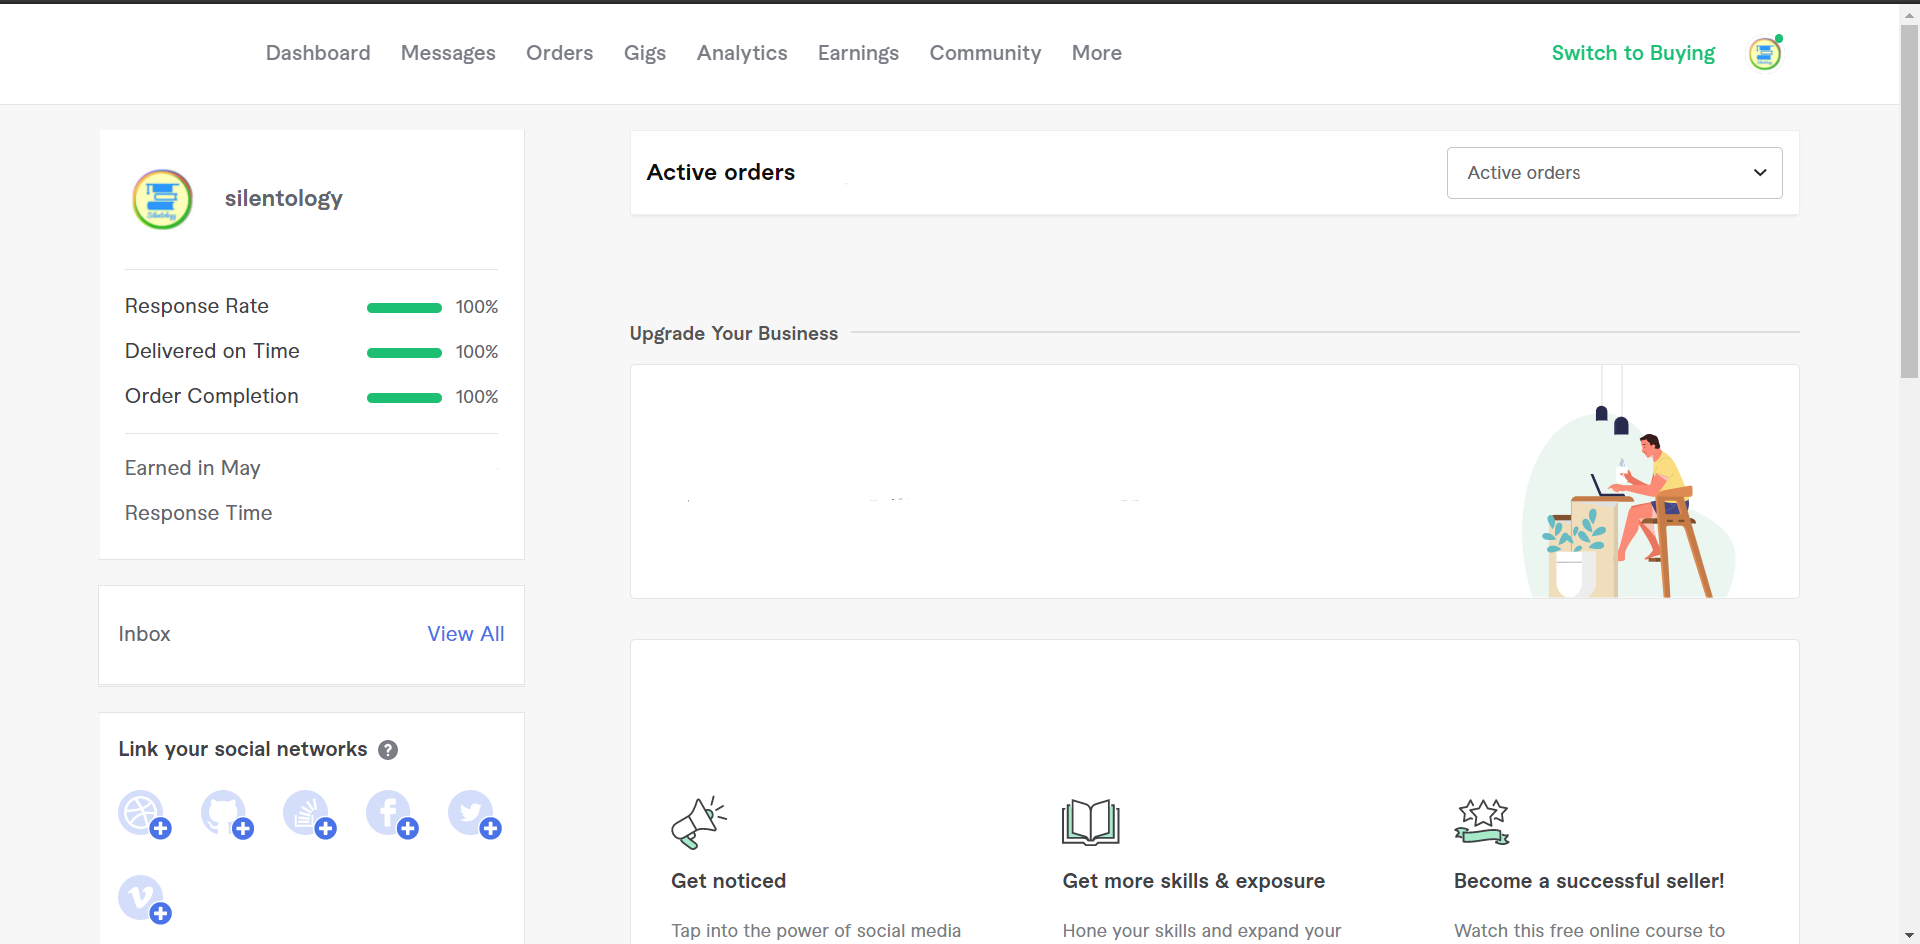 Dashboard Messages Orders Gigs Analytics Earnings Community More Switch to Buying
silentology
Response Rate 100%
Delivered on Time 100%
Order Completion 100%
Earned in May
Response Time
Inbox View All
Link your social networks ?
Active orders Active orders
Upgrade Your Business
Get noticed
Tap into the power of social media
Get more skills & exposure
Hone your skills and expand your
Become a successful seller!
Watch this free online course to